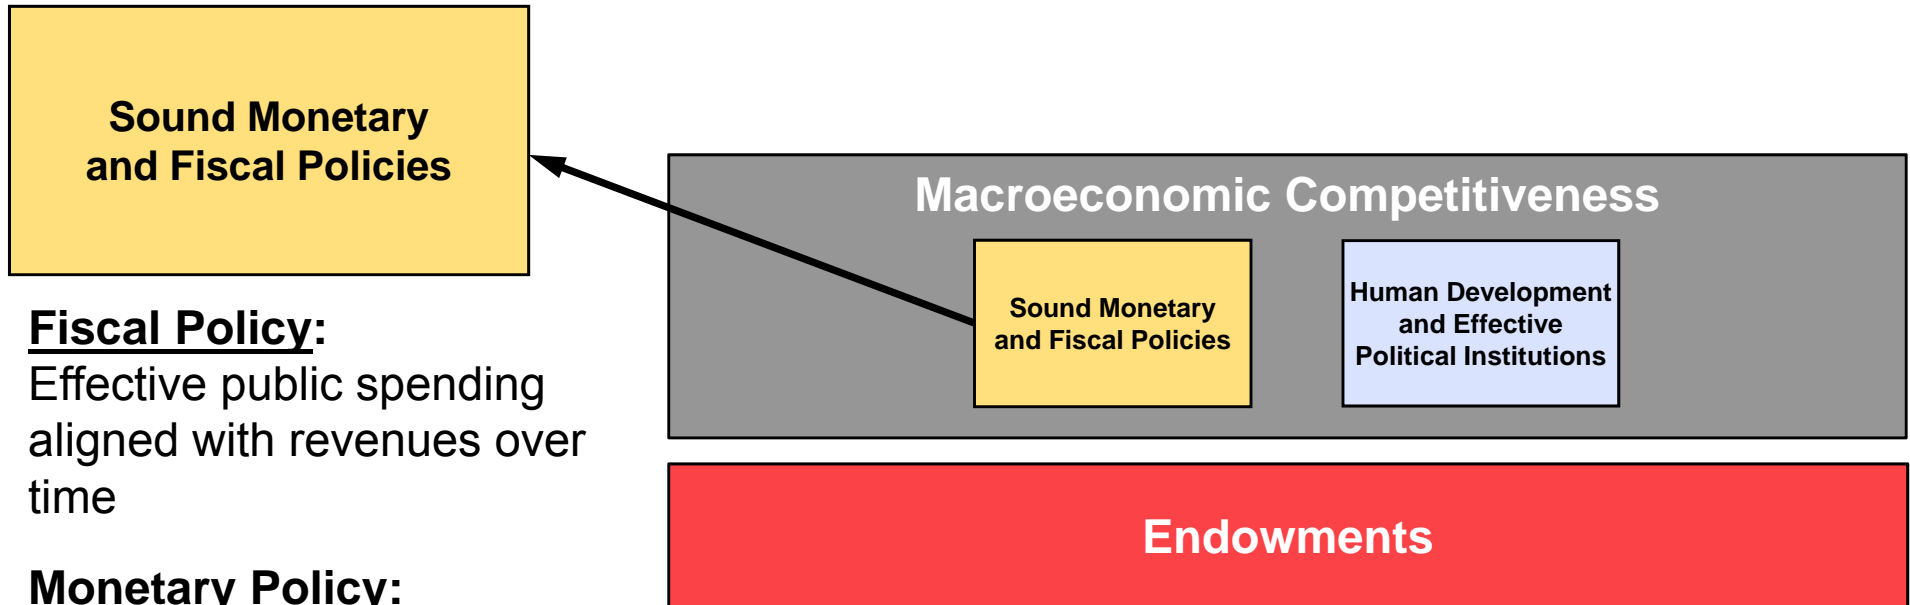 Sound Monetary
and Fiscal Policies
Fiscal Policy:
Effective public spending
aligned with revenues over
time
Monetary Policy:
Macroeconomic Competitiveness
Sound Monetary
and Fiscal Policies
Human Development
and Effective
Political Institutions
Endowments